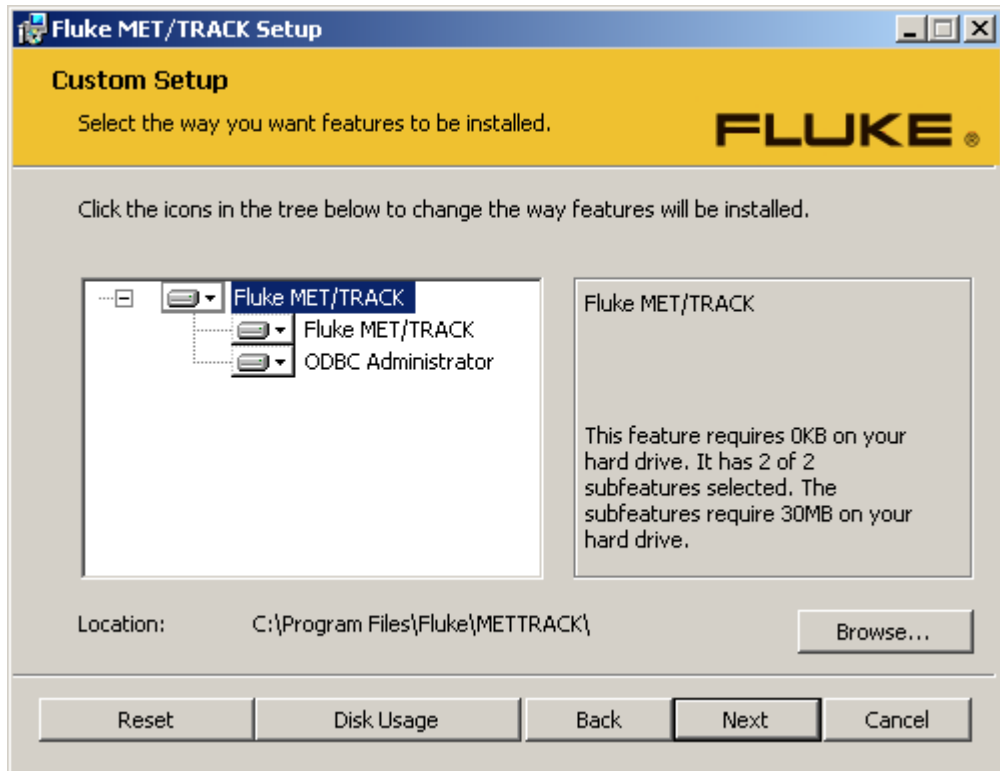 Fluke MET/TRACK Setup
Custom Setup
Select the way you want features to be installed.
FLUKE ®
Click the icons in the tree below to change the way features will be installed.
Fluke MET/TRACK
Fluke MET/TRACK
ODBC Administrator
Fluke MET/TRACK
This feature requires 0KB on your
hard drive. It has 2 of 2
subfeatures selected. The
subfeatures require 30MB on your
hard drive.
Location: C:\Program Files\Fluke\METTRACK\
Browse...
Reset Disk Usage Back Next Cancel